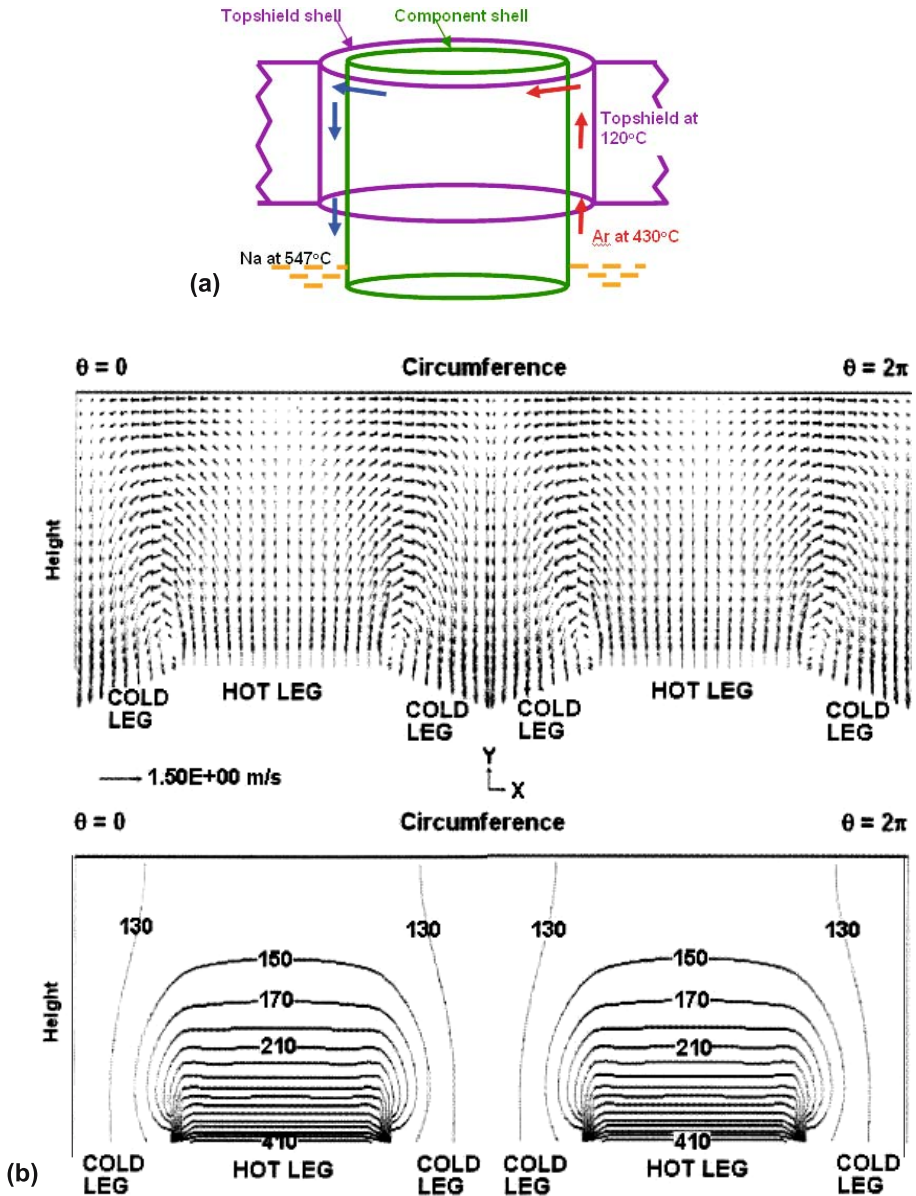 Topshield shell
Component shell
Topshield at
120°C
Ar at 430°C
Na at 547°C
(a)
θ = 0 Circumference θ = 2π
Height
COLD
LEG
HOT LEG
COLD
LEG
COLD
LEG
HOT LEG
COLD
LEG
1.50E+00 m/s
Y
X
θ = 0 Circumference θ = 2π
Height
130 130 130 130
150 150
170 170
210 210
410 410
COLD
LEG
HOT LEG
COLD
LEG
COLD
LEG
HOT LEG
COLD
LEG
(b)